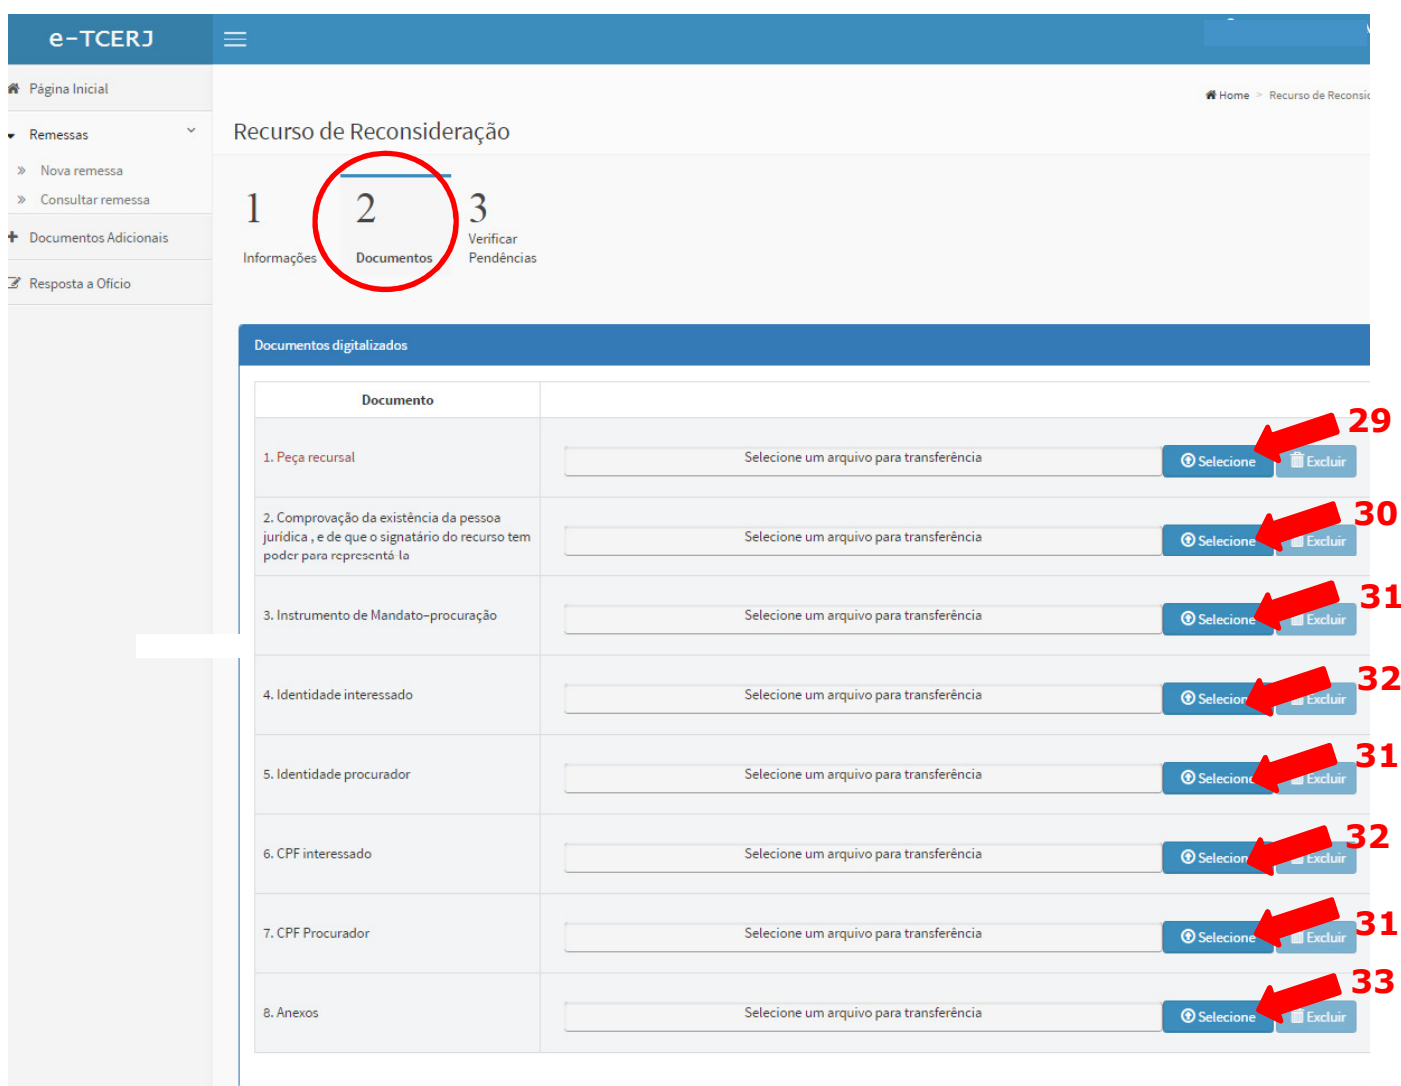 e-TCERJ
Página Inicial
Remessas
Nova remessa
Consultar remessa
Documentos Adicionais
Resposta a Ofício
Home > Recurso de
Recurso de Reconsideração
1
Informações
2
Documentos
3
Verificar
Pendências
Documentos digitalizados
Documento
1. Peça recursal
Selecione um arquivo para transferência
Selecione
Excluir
29
2. Comprovação da existência da pessoa
jurídica , e de que o signatário do recurso tem
poder para representá-la
Selecione um arquivo para transferência
Selecione
Excluir
30
3. Instrumento de Mandato-procuração
Selecione um arquivo para transferência
Selecione
Excluir
31
4. Identidade interessado
Selecione um arquivo para transferência
Selecion
Excluir
32
5. Identidade procurador
Selecione um arquivo para transferência
Selecione
Excluir
31
6. CPF interessado
Selecione um arquivo para transferência
Selecion
Excluir
32
7. CPF Procurador
Selecione um arquivo para transferência
Selecione
Excluir
31
8. Anexos
Selecione um arquivo para transferência
Selecione
Excluir
33